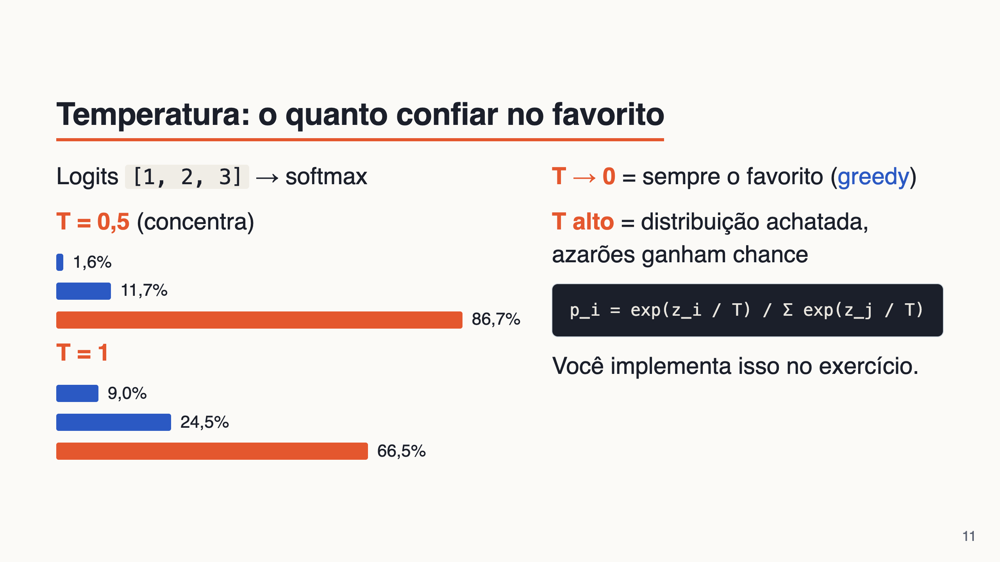 Temperatura: o quanto confiar no favorito
Logits [1, 2, 3] → softmax
T = 0,5 (concentra)
1,6%
11,7%
86,7%
T = 1
9,0%
24,5%
66,5%
T → 0 = sempre o favorito (greedy)
T alto = distribuição achatada,
azarões ganham chance
p_i = exp(z_i / T) / Σ exp(z_j / T)
Você implementa isso no exercício.
11